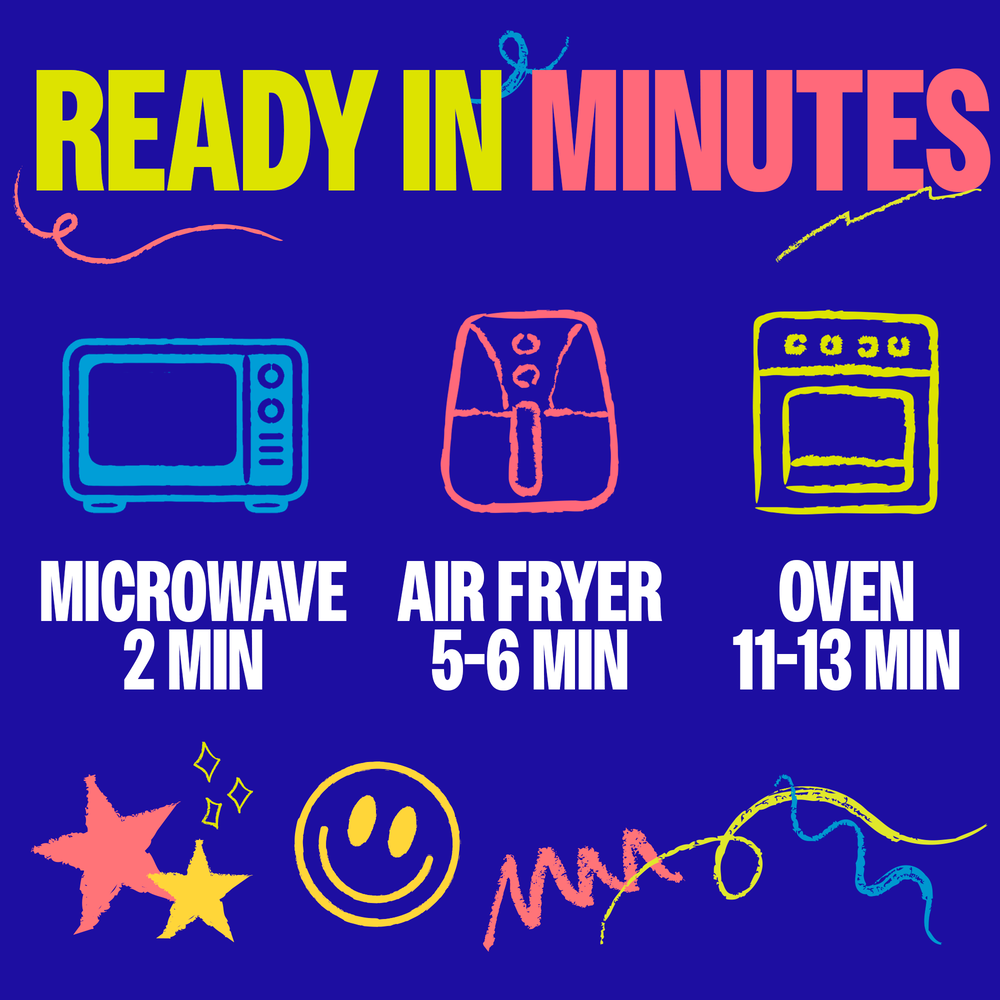 READY IN MINUTES
MICROWAVE
2 MIN
AIR FRYER
5-6 MIN
OVEN
11-13 MIN